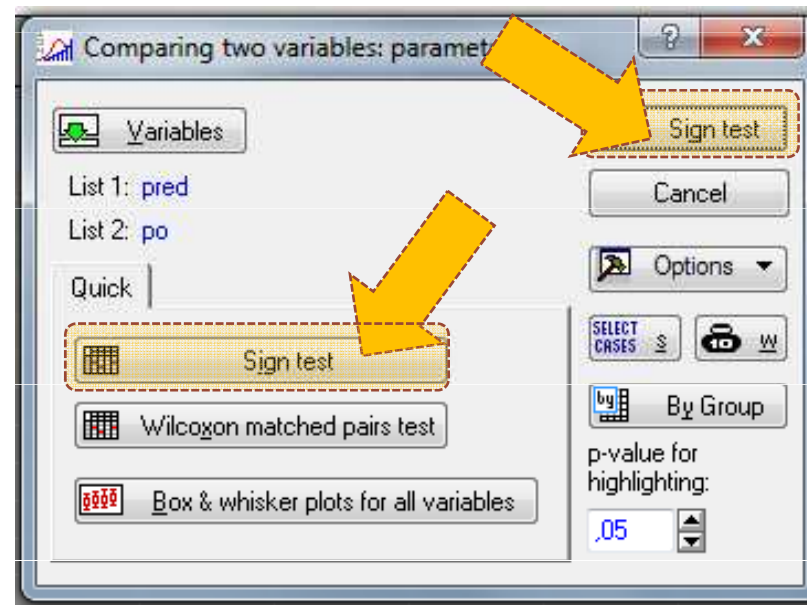 Comparing two variables: paramet
Variables
Sign test
List 1: pred
Cancel
List 2: po
Options
Quick
SELECT CASES S
W
Sign test
By Group
Wilcoxon matched pairs test
p-value for
highlighting:
Box & whisker plots for all variables
,05